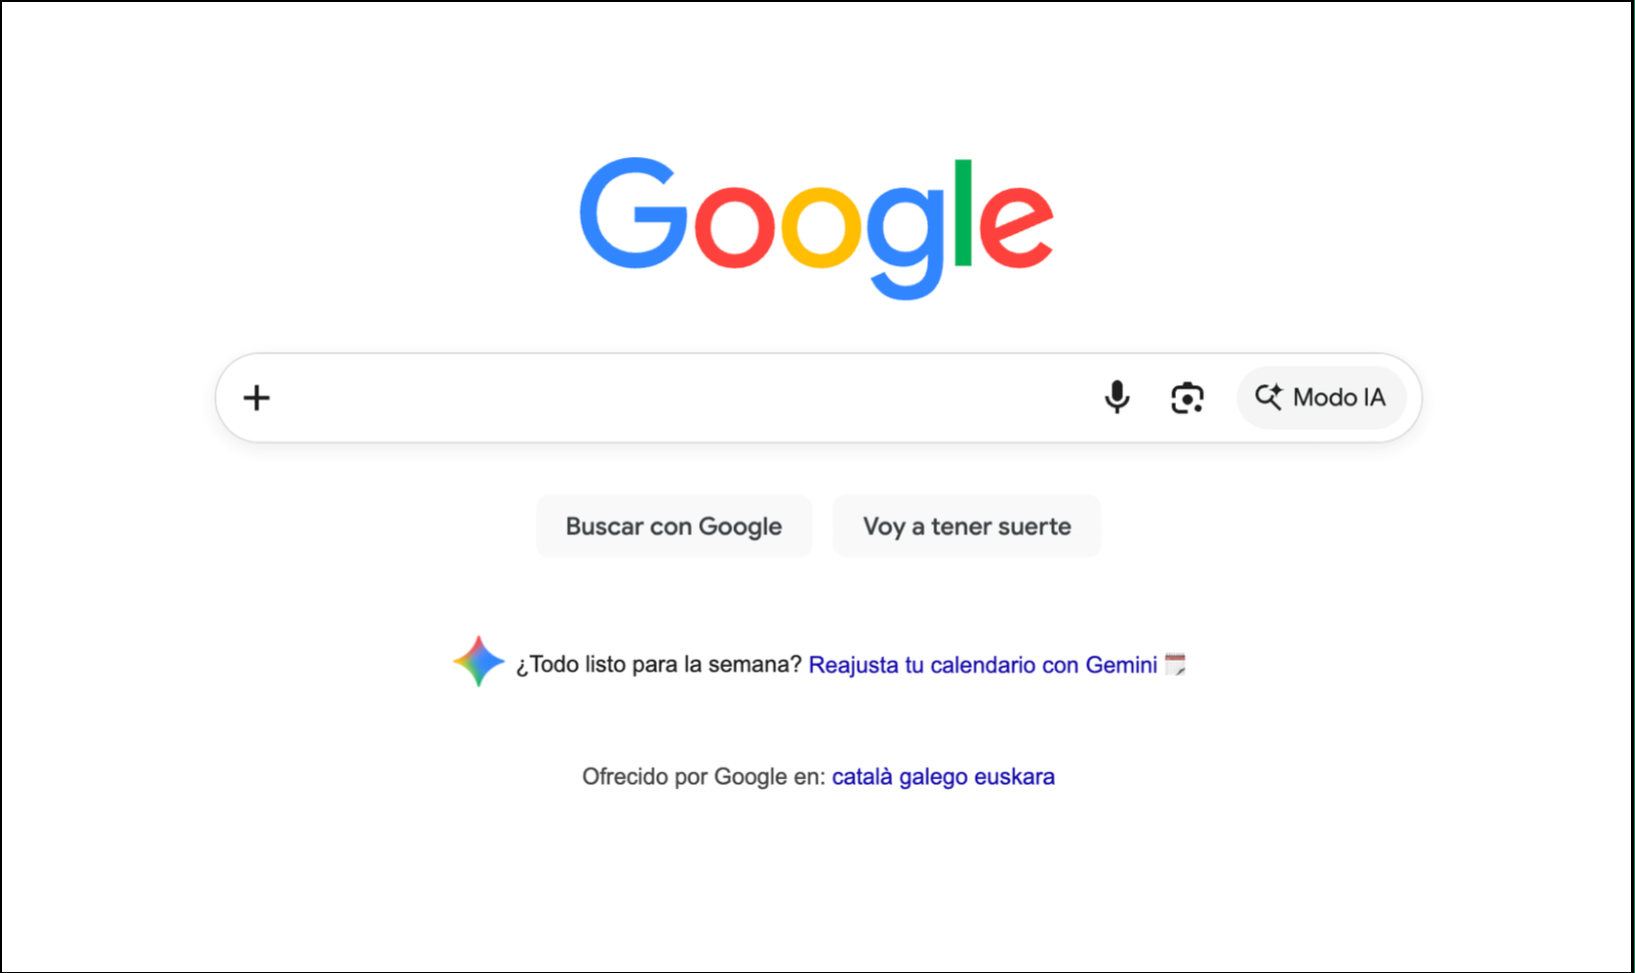 Google
Modo IA
Buscar con Google
Voy a tener suerte
¿Todo listo para la semana? Reajusta tu calendario con Gemini
Ofrecido por Google en: català galego euskara